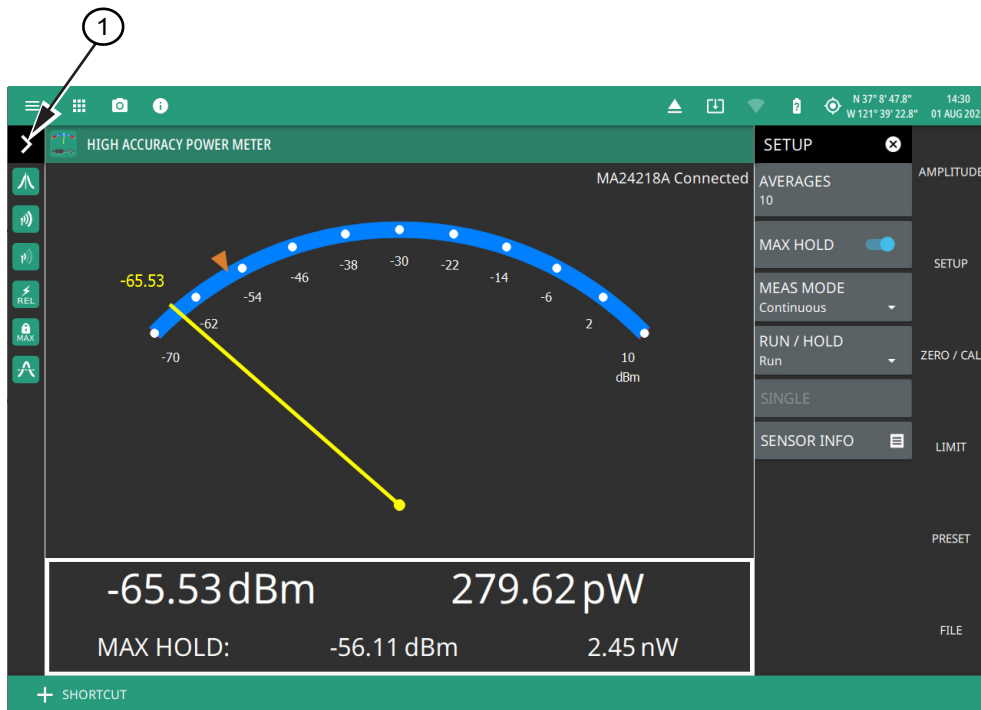 1
N 37° 8' 47.8"
W 121° 39' 22.8"
14:30
01 AUG 202
HIGH ACCURACY POWER METER
MA24218A Connected
-65.53
-70
-62
-54
-46
-38
-30
-22
-14
-6
2
10
dBm
REL
MAX
-65.53 dBm
279.62 pW
MAX HOLD:
-56.11 dBm
2.45 nW
SETUP
AVERAGES
10
MAX HOLD
MEAS MODE
Continuous
RUN / HOLD
Run
SINGLE
SENSOR INFO
AMPLITUDE
SETUP
ZERO / CAL
LIMIT
PRESET
FILE
SHORTCUT